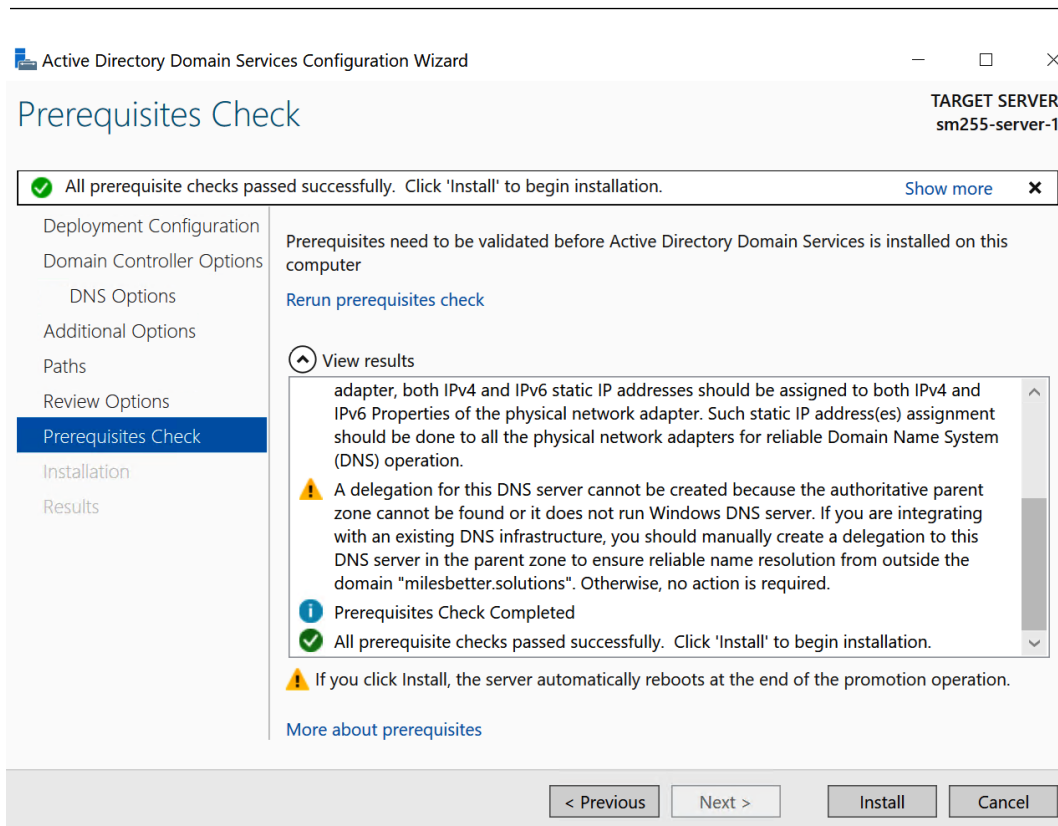 Active Directory Domain Services Configuration Wizard
Prerequisites Check
TARGET SERVER
sm255-server-1
All prerequisite checks passed successfully.  Click 'Install' to begin installation.
Show more
Deployment Configuration
Domain Controller Options
DNS Options
Additional Options
Paths
Review Options
Prerequisites Check
Installation
Results
Prerequisites need to be validated before Active Directory Domain Services is installed on this
computer
Rerun prerequisites check
View results
adapter, both IPv4 and IPv6 static IP addresses should be assigned to both IPv4 and
IPv6 Properties of the physical network adapter. Such static IP address(es) assignment
should be done to all the physical network adapters for reliable Domain Name System
(DNS) operation.
A delegation for this DNS server cannot be created because the authoritative parent
zone cannot be found or it does not run Windows DNS server. If you are integrating
with an existing DNS infrastructure, you should manually create a delegation to this
DNS server in the parent zone to ensure reliable name resolution from outside the
domain "milesbetter.solutions". Otherwise, no action is required.
Prerequisites Check Completed
All prerequisite checks passed successfully.  Click 'Install' to begin installation.
If you click Install, the server automatically reboots at the end of the promotion operation.
More about prerequisites
< Previous
Next >
Install
Cancel